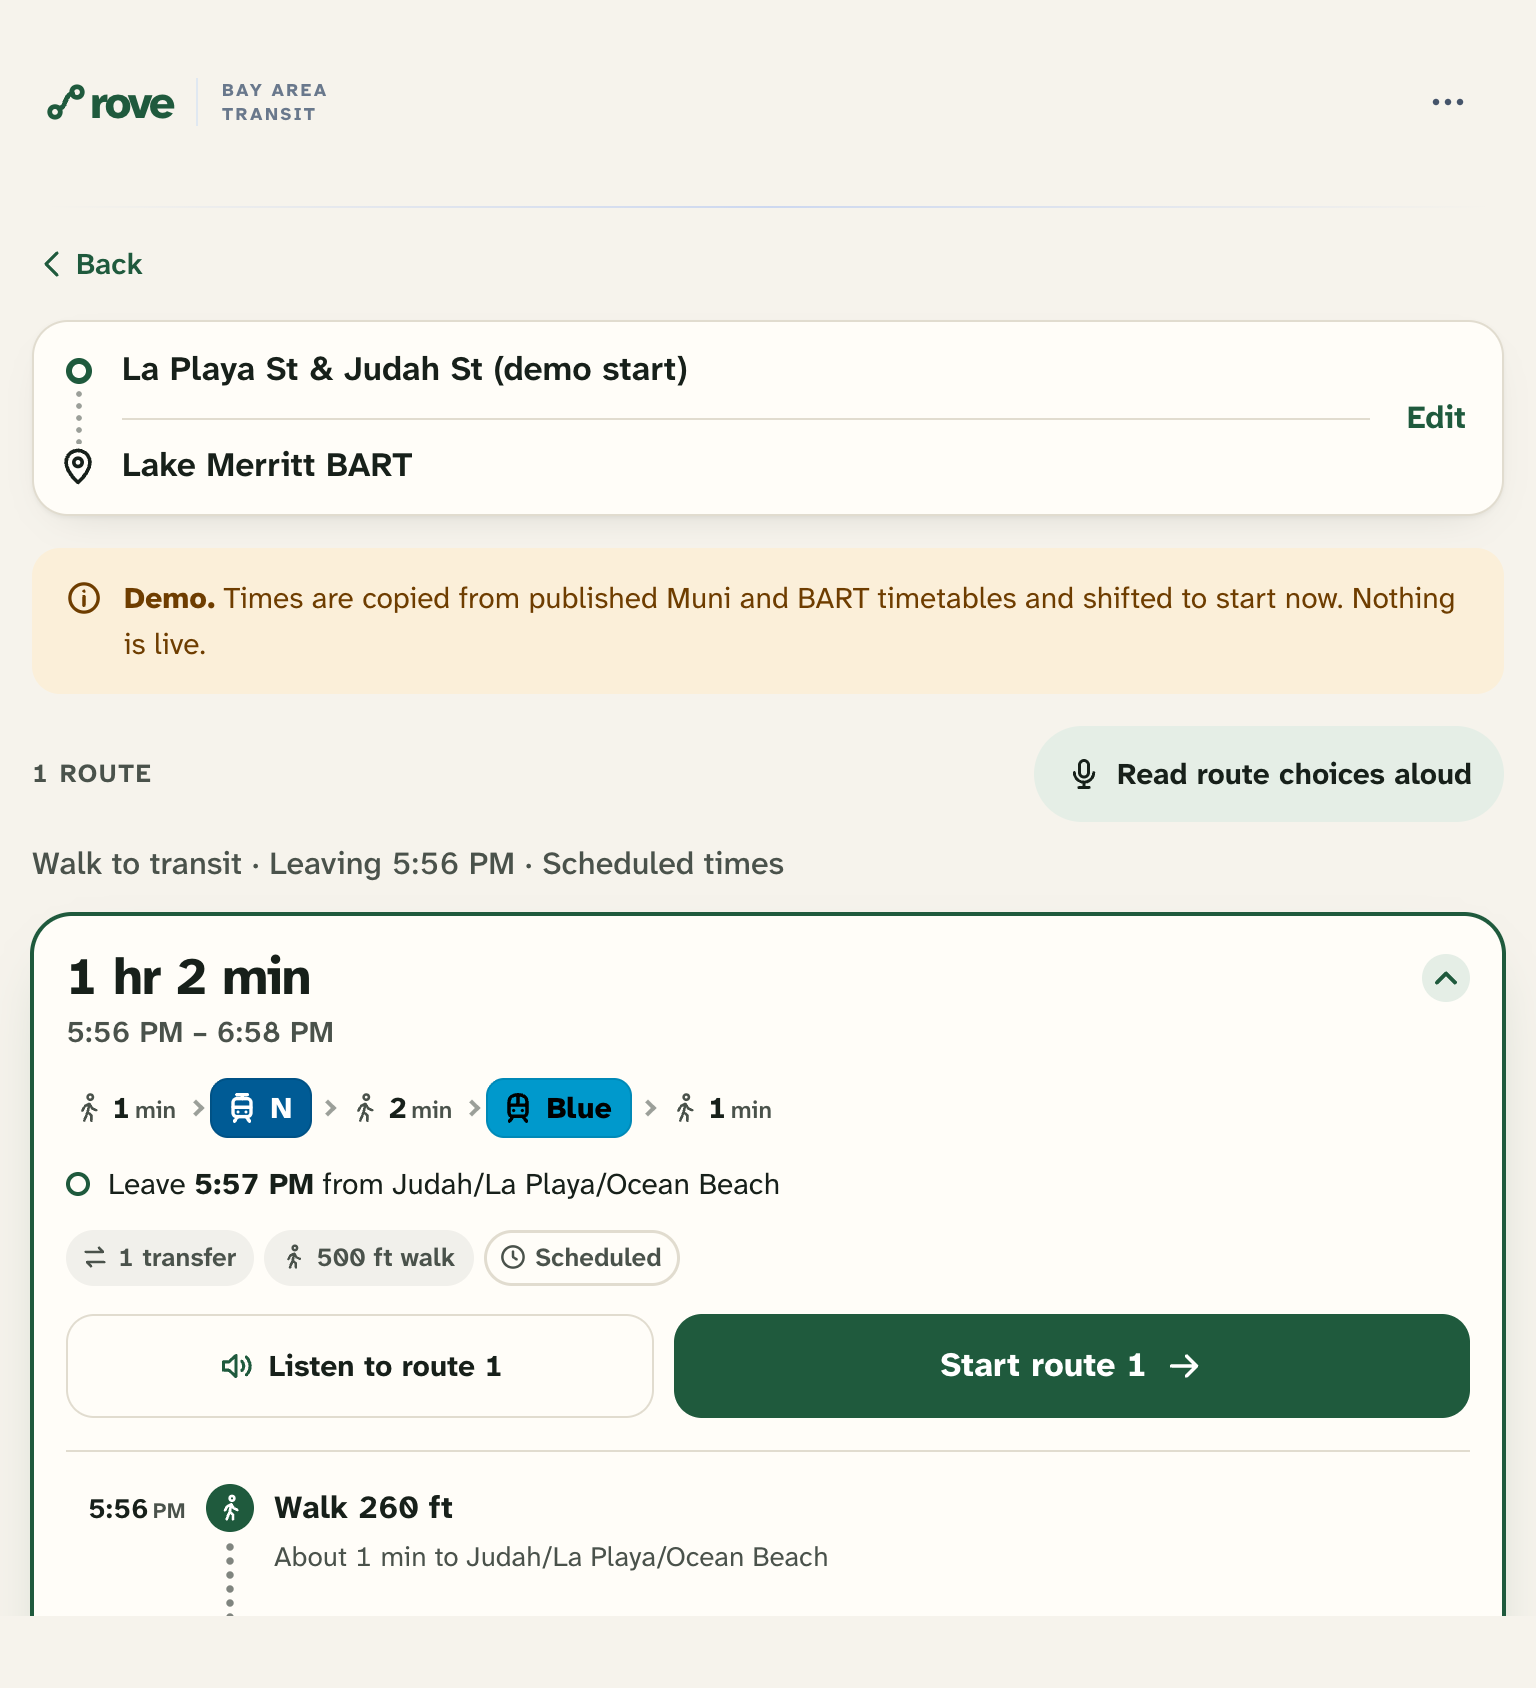 rove
BAY AREA
TRANSIT
Back
La Playa St & Judah St (demo start)
Edit
Lake Merritt BART
Demo. Times are copied from published Muni and BART timetables and shifted to start now. Nothing
is live.
1 ROUTE
Read route choices aloud
Walk to transit · Leaving 5:56 PM · Scheduled times
1 hr 2 min
5:56 PM – 6:58 PM
1 min > N > 2 min > Blue > 1 min
Leave 5:57 PM from Judah/La Playa/Ocean Beach
1 transfer 500 ft walk Scheduled
Listen to route 1
Start route 1 →
5:56 PM Walk 260 ft
About 1 min to Judah/La Playa/Ocean Beach